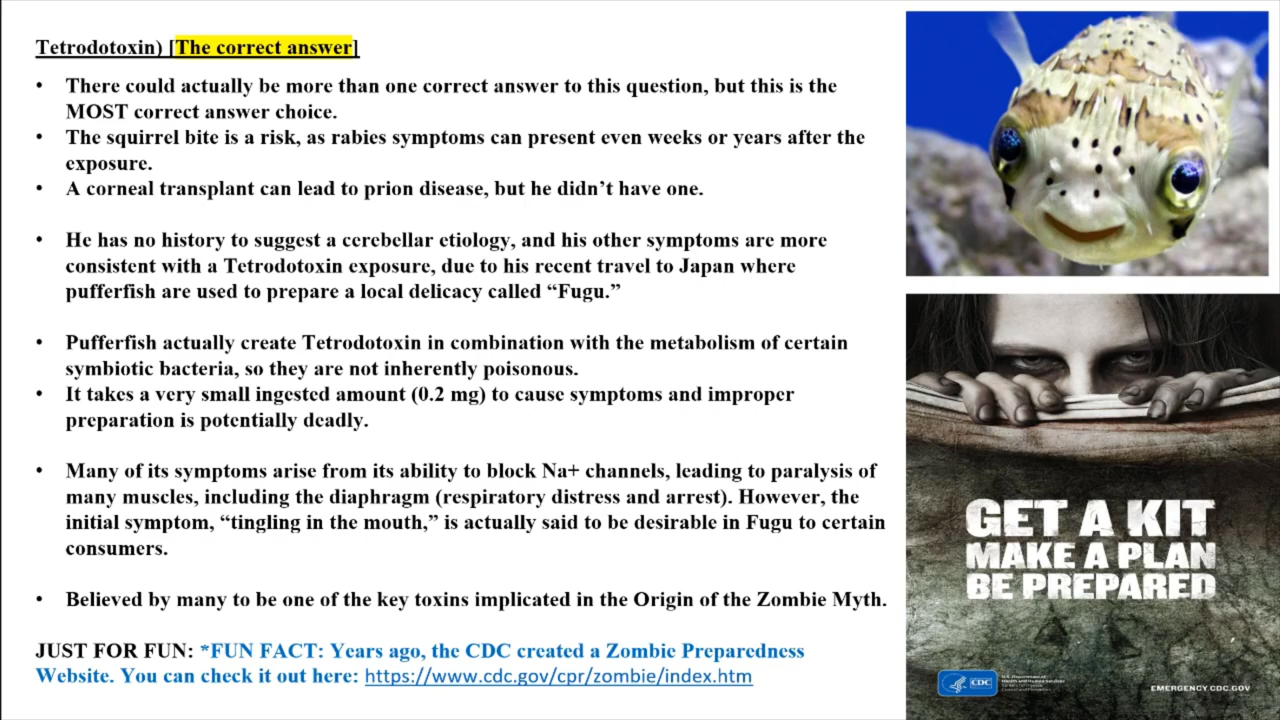 Tetrodotoxin) [The correct answer]
• There could actually be more than one correct answer to this question, but this is the
MOST correct answer choice.
• The squirrel bite is a risk, as rabies symptoms can present even weeks or years after the
exposure.
• A corneal transplant can lead to prion disease, but he didn’t have one.
• He has no history to suggest a cerebellar etiology, and his other symptoms are more
consistent with a Tetrodotoxin exposure, due to his recent travel to Japan where
pufferfish are used to prepare a local delicacy called “Fugu.”
• Pufferfish actually create Tetrodotoxin in combination with the metabolism of certain
symbiotic bacteria, so they are not inherently poisonous.
• It takes a very small ingested amount (0.2 mg) to cause symptoms and improper
preparation is potentially deadly.
• Many of its symptoms arise from its ability to block Na+ channels, leading to paralysis of
many muscles, including the diaphragm (respiratory distress and arrest). However, the
initial symptom, “tingling in the mouth,” is actually said to be desirable in Fugu to certain
consumers.
• Believed by many to be one of the key toxins implicated in the Origin of the Zombie Myth.
JUST FOR FUN: *FUN FACT: Years ago, the CDC created a Zombie Preparedness
Website. You can check it out here: https://www.cdc.gov/cpr/zombie/index.htm
GET A KIT
MAKE A PLAN
BE PREPARED
CDC
EMERGENCY.CDC.GOV